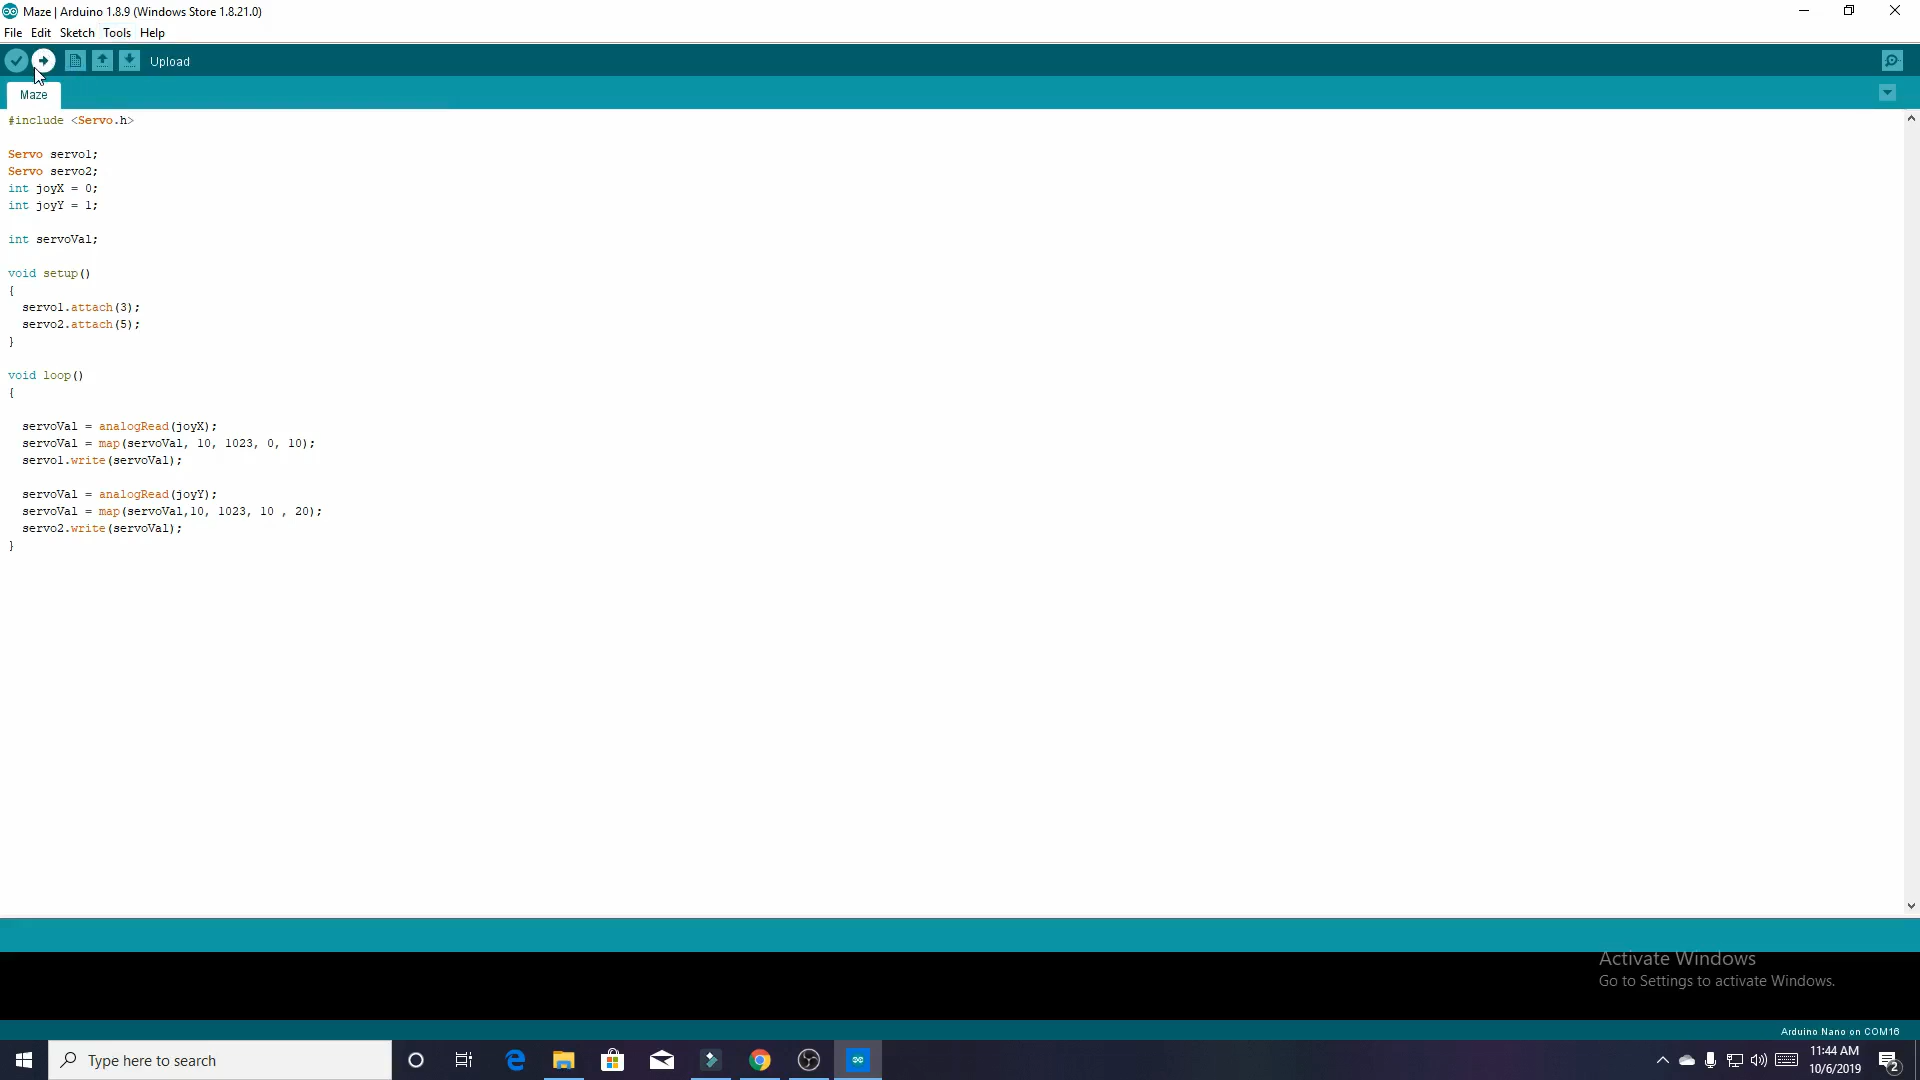 Maze | Arduino 1.8.9 (Windows Store 1.8.21.0)
File Edit Sketch Tools Help
Upload
Maze
#include <Servo.h>
Servo servo1;
Servo servo2;
int joyX = 0;
int joyY = 1;
int servoVal;
void setup()
{
servo1.attach(3);
servo2.attach(5);
}
void loop()
{
servoVal = analogRead(joyX);
servoVal = map(servoVal, 10, 1023, 0, 10);
servo1.write(servoVal);
servoVal = analogRead(joyY);
servoVal = map(servoVal,10, 1023, 10 , 20);
servo2.write(servoVal);
}
Activate Windows
Go to Settings to activate Windows.
Arduino Nano on COM16
Type here to search
11:44 AM
10/6/2019
2